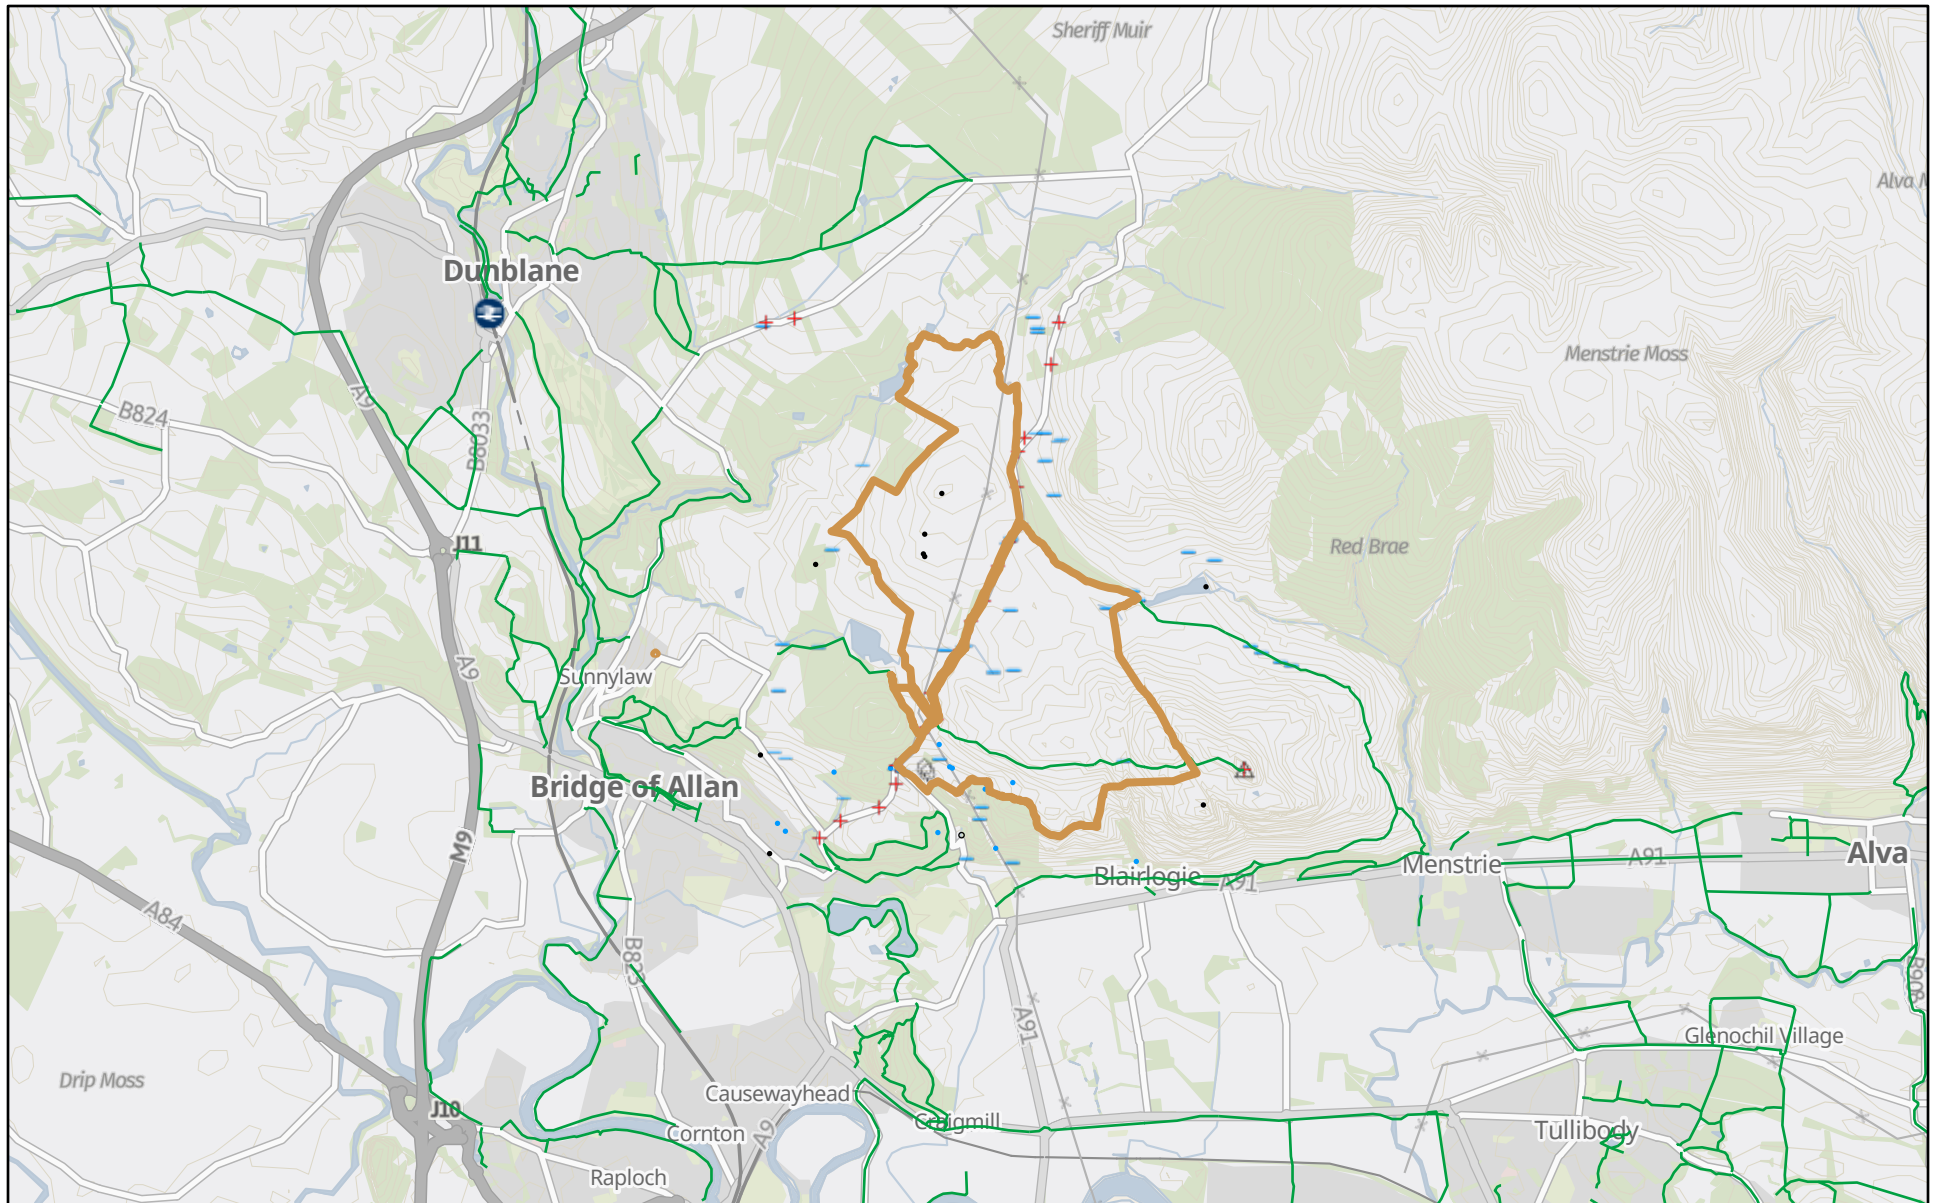 Sheriff Muir
Dunblane
B824
A9
B8033
Menstrie Moss
Alva
J11
Red Brae
A9
Sunnylaw
Bridge of Allan
M9
Blairlogie
A91
Menstrie
A91
Alva
A84
B823
B908
A91
Glenochil Village
Drip Moss
Causewayhead
J10
Craigmill
Cornton
A9
Tullibody
Raploch